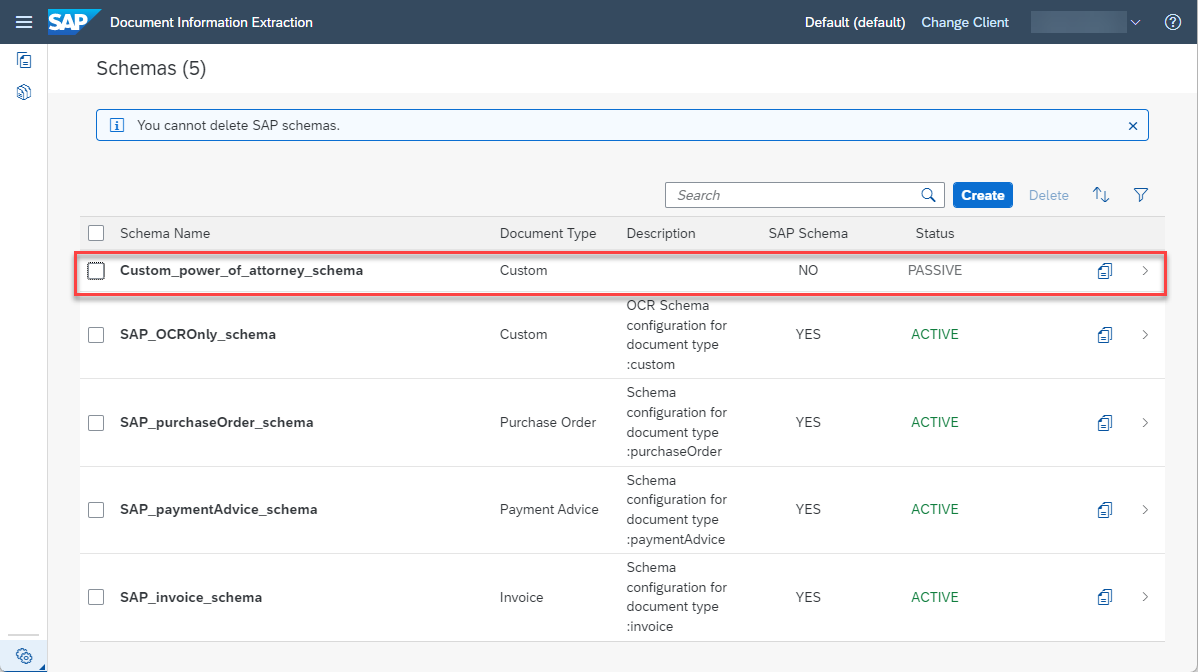 SAP Document Information Extraction Default (default) Change Client
Schemas (5)
You cannot delete SAP schemas.
Search Create Delete
Schema Name Document Type Description SAP Schema Status
Custom_power_of_attorney_schema Custom NO PASSIVE
SAP_OCROnly_schema Custom OCR Schema configuration for document type :custom YES ACTIVE
SAP_purchaseOrder_schema Purchase Order Schema configuration for document type :purchaseOrder YES ACTIVE
SAP_paymentAdvice_schema Payment Advice Schema configuration for document type :paymentAdvice YES ACTIVE
SAP_invoice_schema Invoice Schema configuration for document type :invoice YES ACTIVE